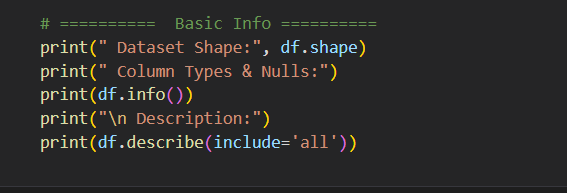 # ==========  Basic Info ==========
print(" Dataset Shape:", df.shape)
print(" Column Types & Nulls:")
print(df.info())
print("\n Description:")
print(df.describe(include='all'))